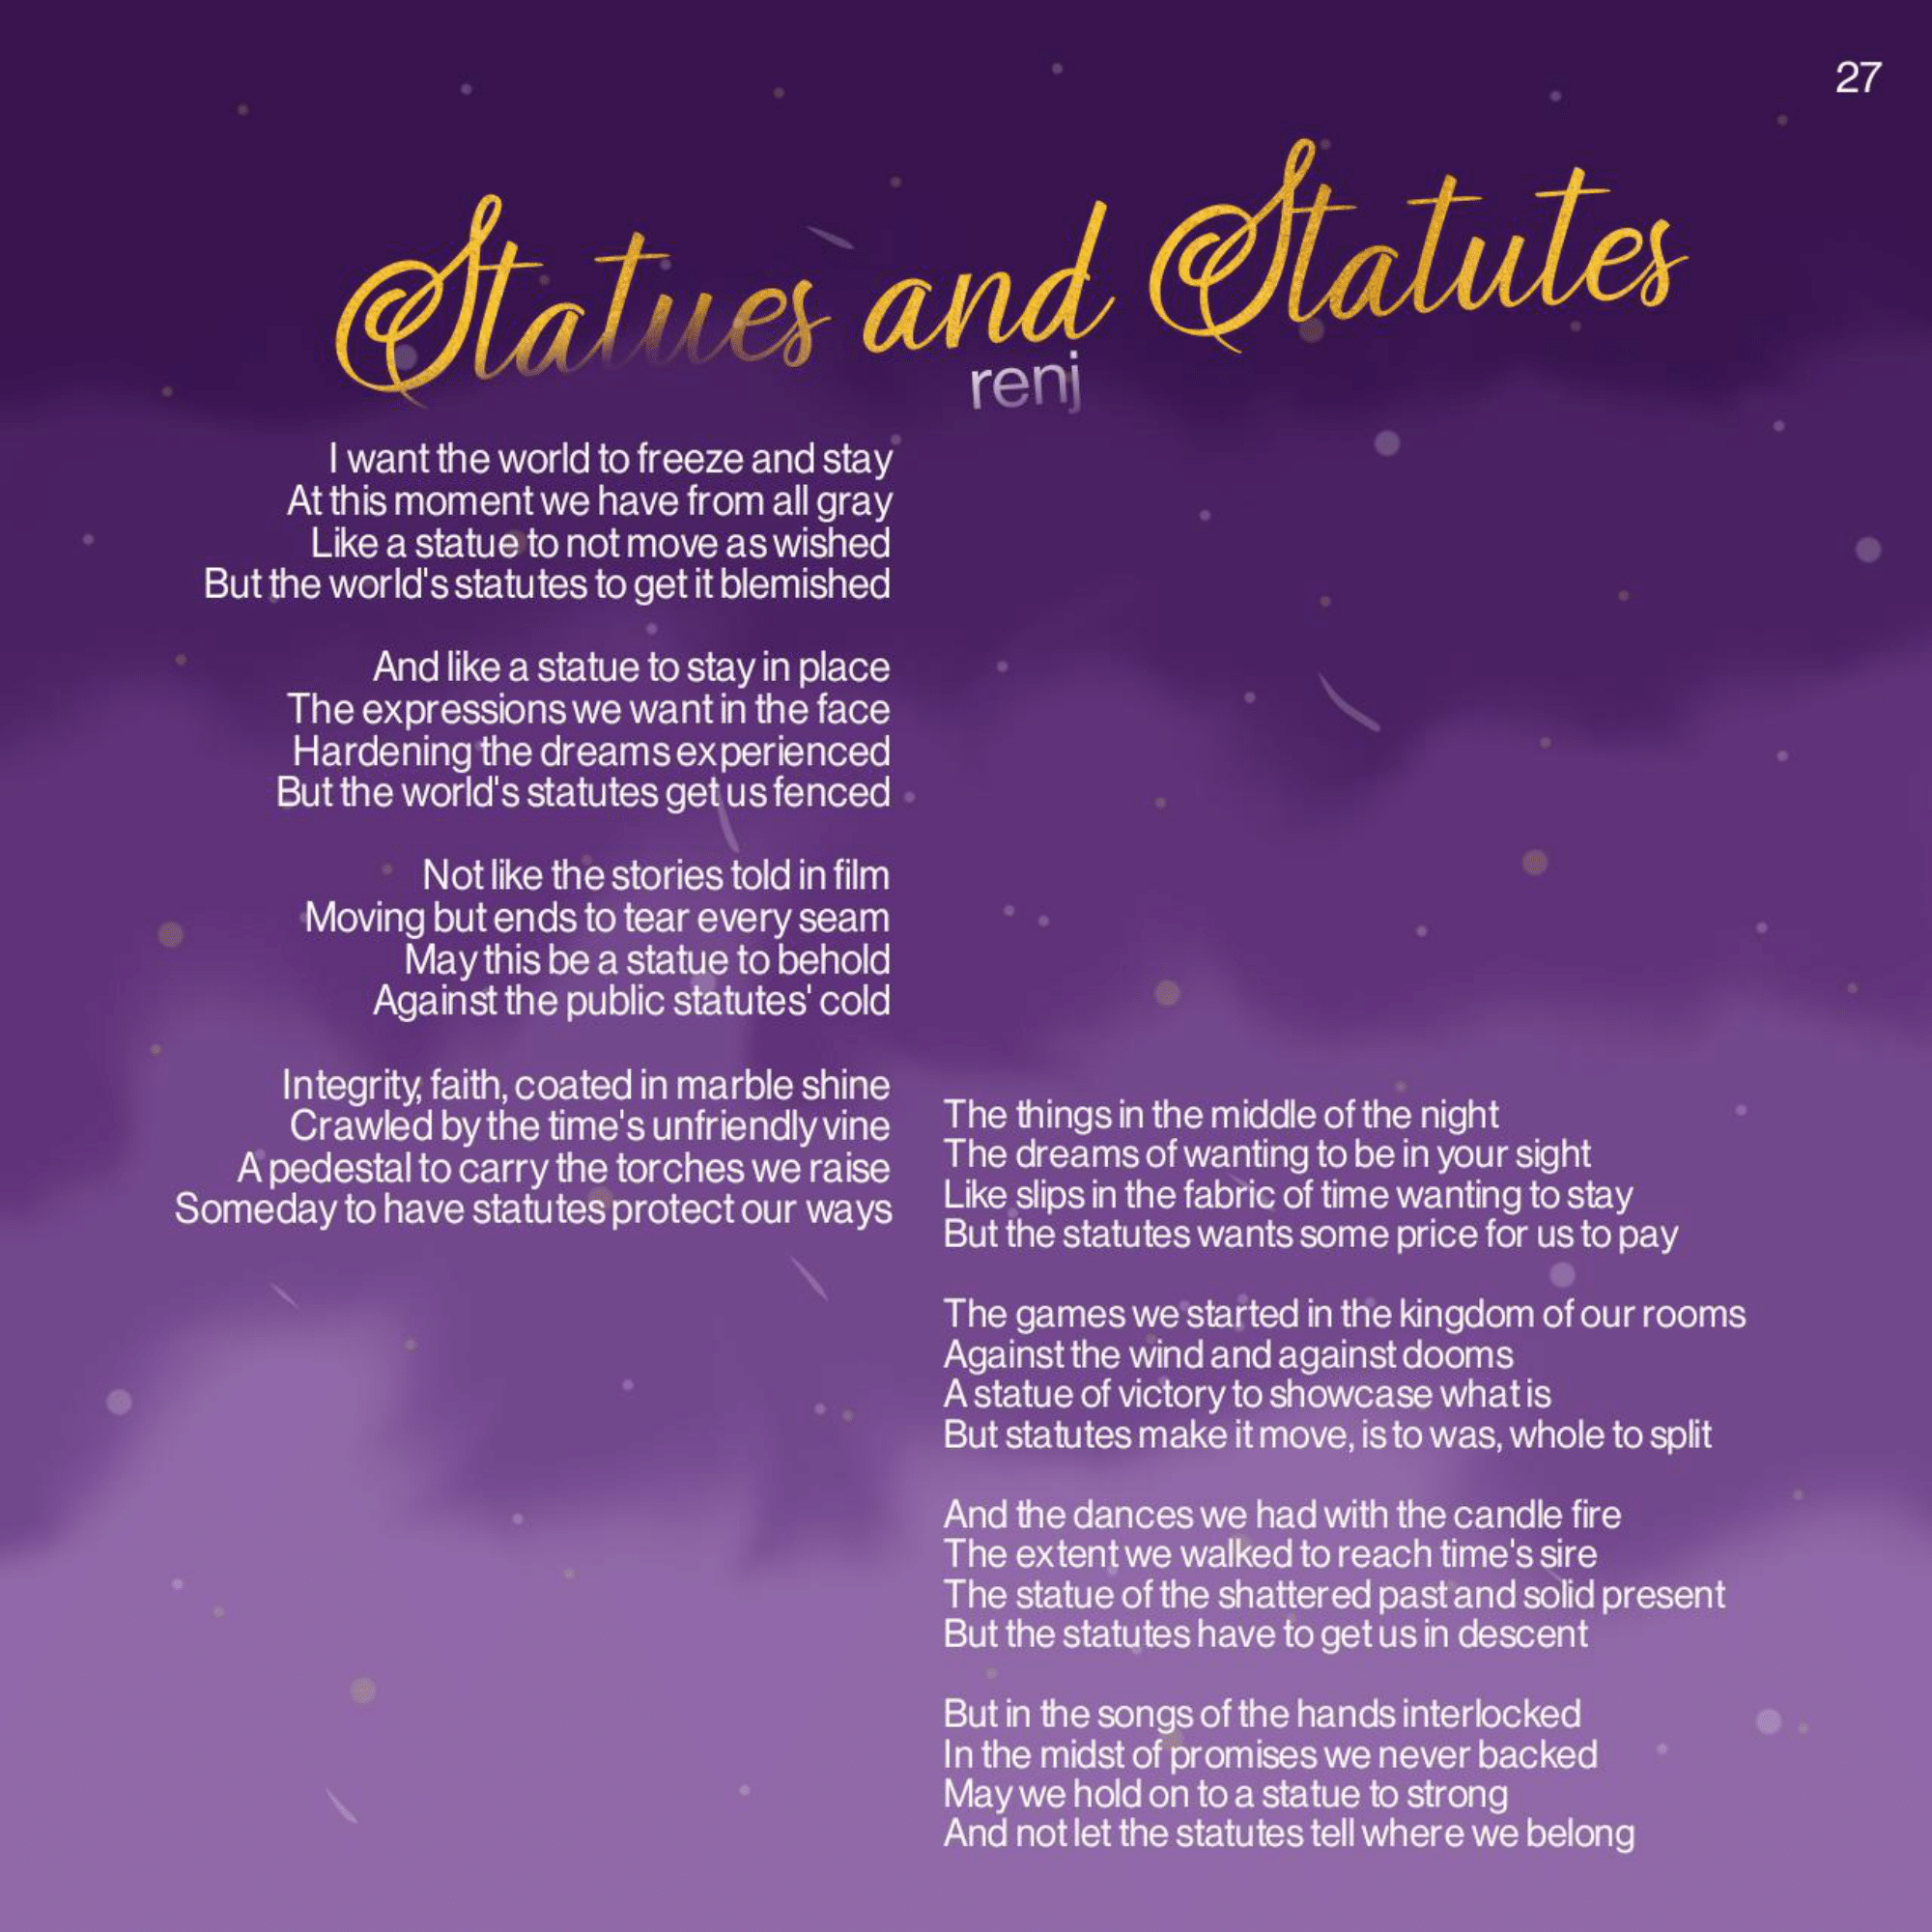 27
Statues and Statutes
renj
I want the world to freeze and stay
At this moment we have from all gray
Like a statue to not move as wished
But the world's statutes to get it blemished
And like a statue to stay in place
The expressions we want in the face
Hardening the dreams experienced
But the world's statutes get us fenced
Not like the stories told in film
Moving but ends to tear every seam
May this be a statue to behold
Against the public statutes' cold
Integrity, faith, coated in marble shine
Crawled by the time's unfriendly vine
A pedestal to carry the torches we raise
Someday to have statutes protect our ways
The things in the middle of the night
The dreams of wanting to be in your sight
Like slips in the fabric of time wanting to stay
But the statutes wants some price for us to pay
The games we started in the kingdom of our rooms
Against the wind and against dooms
A statue of victory to showcase what is
But statutes make it move, is to was, whole to split
And the dances we had with the candle fire
The extent we walked to reach time's sire
The statue of the shattered past and solid present
But the statutes have to get us in descent
But in the songs of the hands interlocked
In the midst of promises we never backed
May we hold on to a statue to strong
And not let the statutes tell where we belong